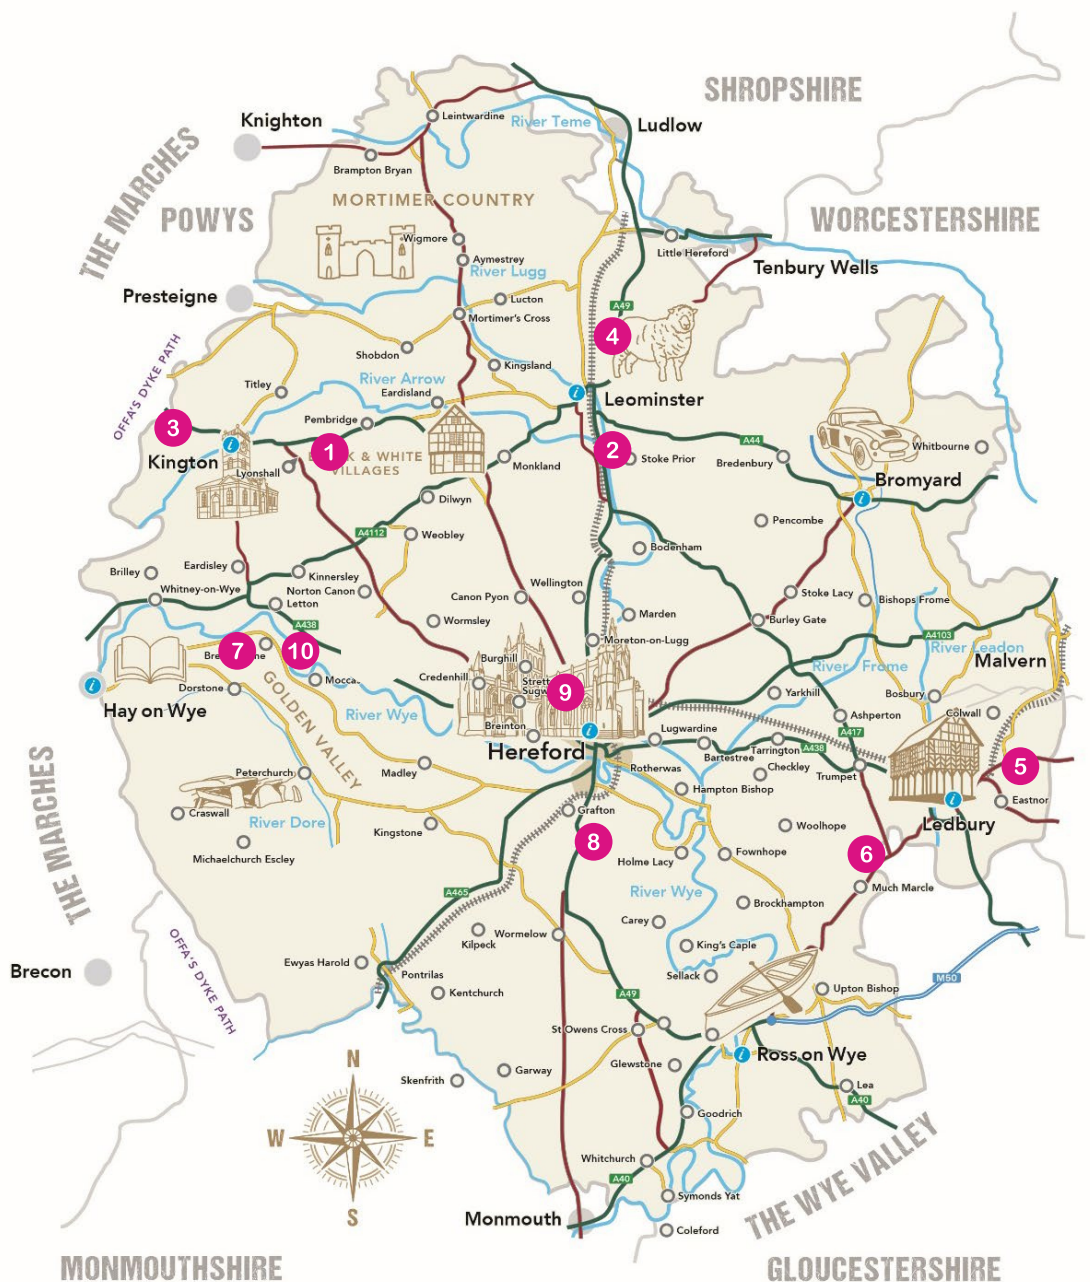 SHROPSHIRE
Knighton
Leintwardine
River Teme
Ludlow
THE MARCHES
Brampton Bryan
MORTIMER COUNTRY
POWYS
WORCESTERSHIRE
Wigmore
Little Hereford
Aymestrey
River Lugg
Tenbury Wells
Presteigne
Lucton
A49
Mortimer's Cross
4
OFFA'S DYKE PATH
Shobdon
Kingsland
River Arrow
Titley
Eardisland
Leominster
Pembridge
3
A44
Kington
1
2
Stoke Prior
Whitbourne
Lyonshall
& WHITE
VILLAGES
Monkland
Bredenbury
Bromyard
Dilwyn
Pencombe
A4112
Weobley
Bodenham
Brilley
Eardisley
Kinnersley
Wellington
Whitney-on-Wye
Norton Canon
Letton
Canon Pyon
Stoke Lacy
Bishops Frome
A438
Wormsley
Marden
Burley Gate
A4103
Moreton-on-Lugg
River Leadon
7
10
Burghill
River Frome
Malvern
Credenhill
Dorstone
GOLDEN VALLEY
9
Yarkhill
Bosbury
Hay on Wye
River Wye
Breinton
Ashperton
Colwall
A417
Lugwardine
Hereford
Bartestree
Tarrington
A438
Peterchurch
Madley
Rotherwas
Checkley
Trumpet
5
Hampton Bishop
Eastnor
THE MARCHES
Craswall
River Dore
Grafton
Ledbury
Kingstone
Woolhope
Michaelchurch Escley
8
Holme Lacy
Fownhope
6
A465
River Wye
Much Marcle
Brockhampton
Carey
OFFA'S DYKE PATH
Kilpeck
Wormelow
King's Caple
Brecon
Ewyas Harold
Pontrilas
Sellack
M50
Kentchurch
A49
Upton Bishop
St Owens Cross
Ross on Wye
N
Garway
Glewstone
Skenfrith
Lea
A40
Goodrich
W
E
THE WYE VALLEY
Whitchurch
A40
Symonds Yat
S
Monmouth
Coleford
MONMOUTHSHIRE
GLOUCESTERSHIRE